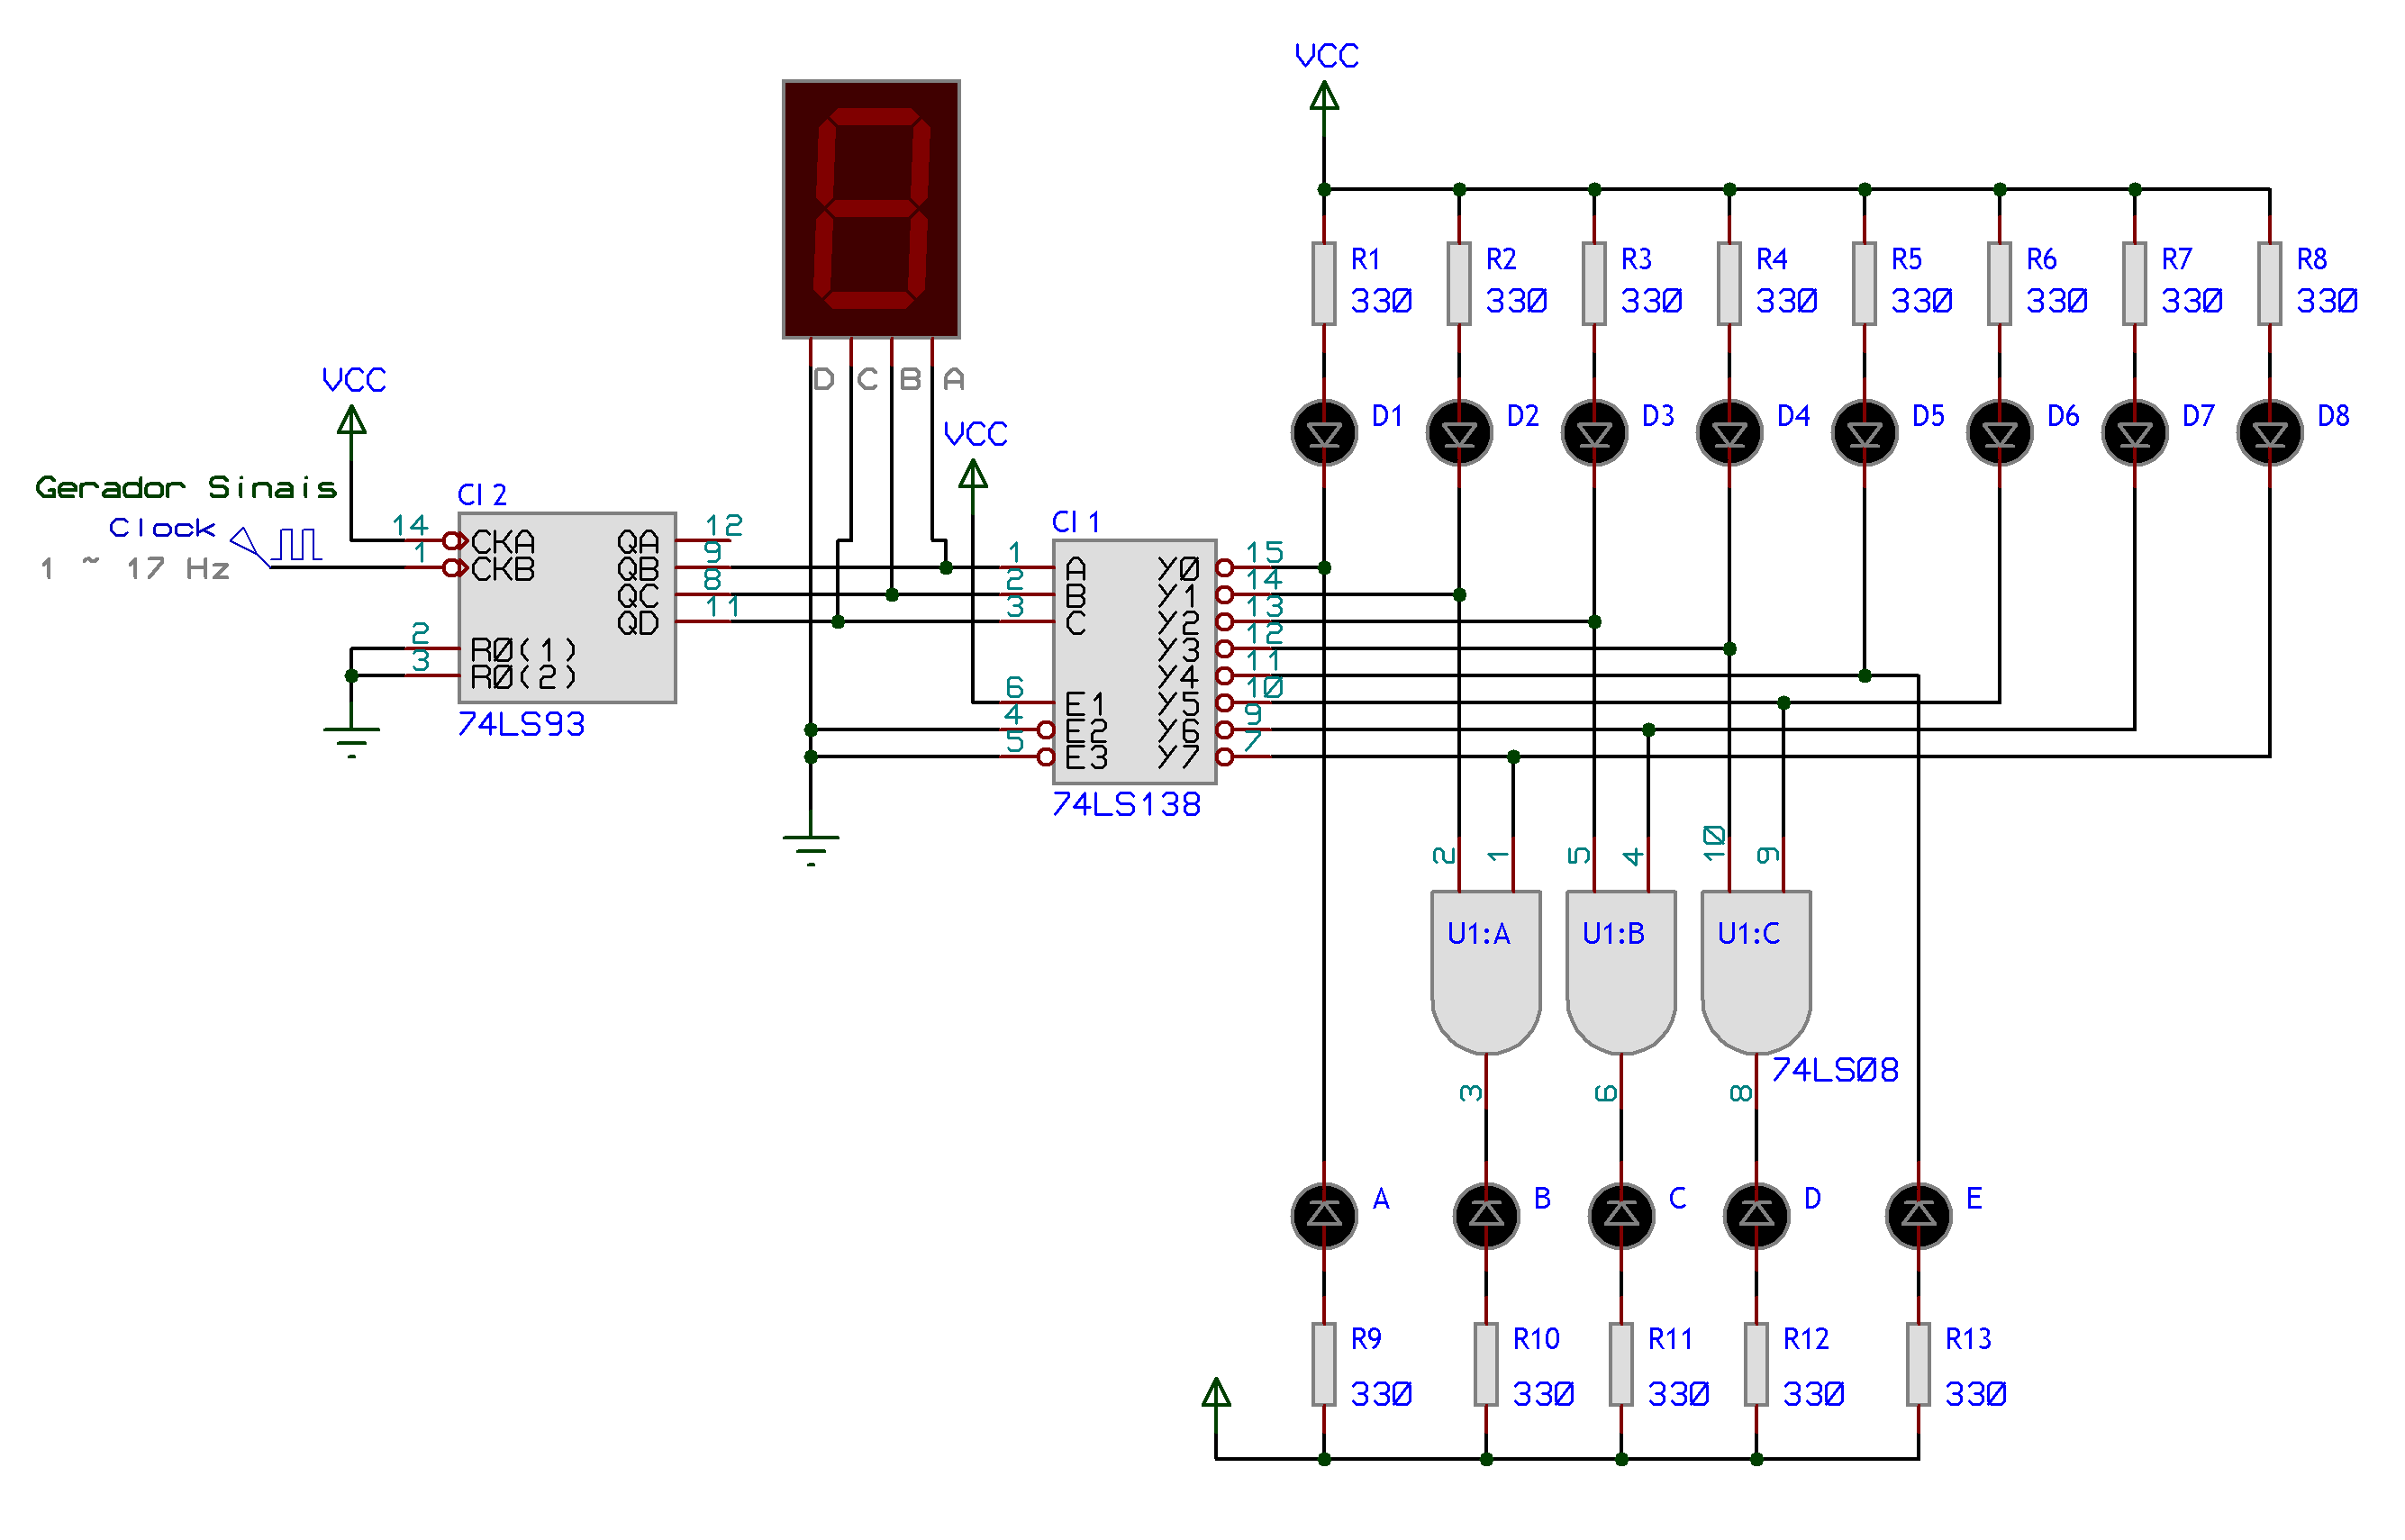 VCC
R1 R2 R3 R4 R5 R6 R7 R8
330 330 330 330 330 330 330 330
D C B A
VCC
VCC
D1 D2 D3 D4 D5 D6 D7 D8
Gerador Sinais
Clock
1 ~ 17 Hz
CI 2
14 CKA QA 12
1 CKB QB 9
QC 8
QD 11
2 R0(1)
3 R0(2)
74LS93
CI 1
1 A Y0 15
2 B Y1 14
3 C Y2 13
Y3 12
Y4 11
6 E1 Y5 10
4 E2 Y6 9
5 E3 Y7 7
74LS138
2 1 5 4 10 9
U1:A U1:B U1:C
74LS08
3 6 8
A B C D E
R9 R10 R11 R12 R13
330 330 330 330 330